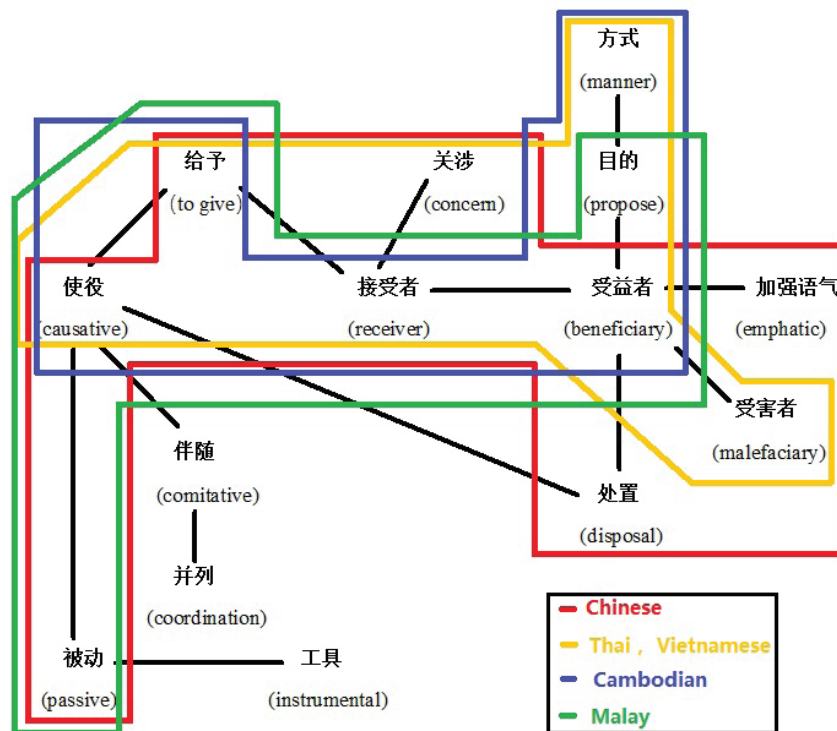 方式
(manner)
给予
(to give)
关涉
(concern)
目的
(propose)
使役
(causative)
接受者
(receiver)
受益者
(beneficiary)
加强语气
(emphatic)
受害者
(malefaciary)
伴随
(comitative)
处置
(disposal)
并列
(coordination)
被动
(passive)
工具
(instrumental)
Chinese
Thai， Vietnamese
Cambodian
Malay